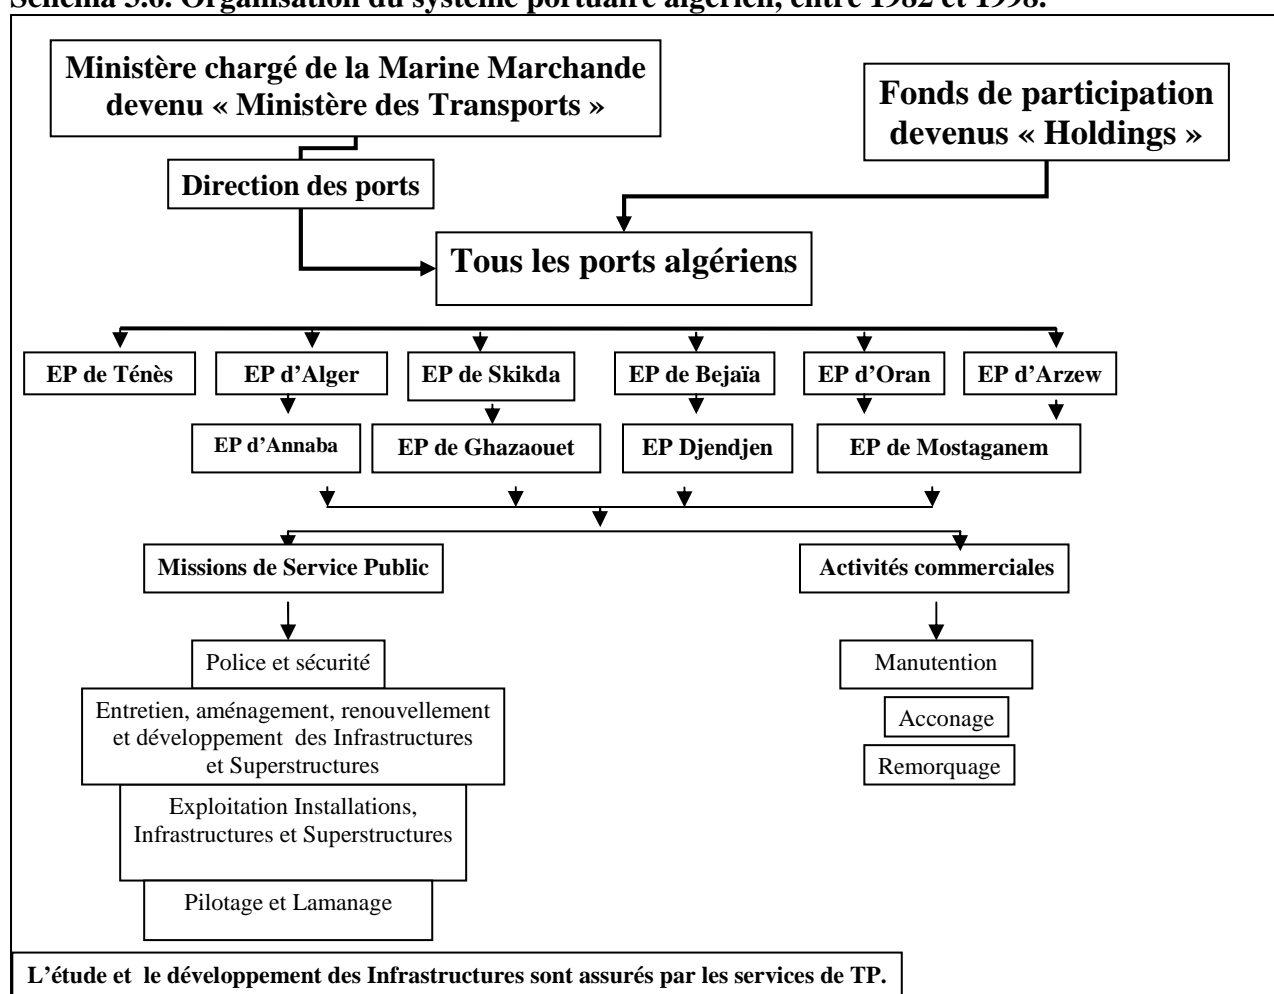 Schéma 3.6. Organisation du système portuaire algérien, entre 1982 et 1998.
Ministère chargé de la Marine Marchande
devenu « Ministère des Transports »
Fonds de participation
devenus « Holdings »
Direction des ports
Tous les ports algériens
EP de Ténès
EP d’Alger
EP de Skikda
EP de Bejaïa
EP d’Oran
EP d’Arzew
EP d’Annaba
EP de Ghazaouet
EP Djendjen
EP de Mostaganem
Missions de Service Public
Activités commerciales
Police et sécurité
Manutention
Entretien, aménagement, renouvellement
et développement des Infrastructures
et Superstructures
Acconage
Remorquage
Exploitation Installations,
Infrastructures et Superstructures
Pilotage et Lamanage
L’étude et le développement des Infrastructures sont assurés par les services de TP.